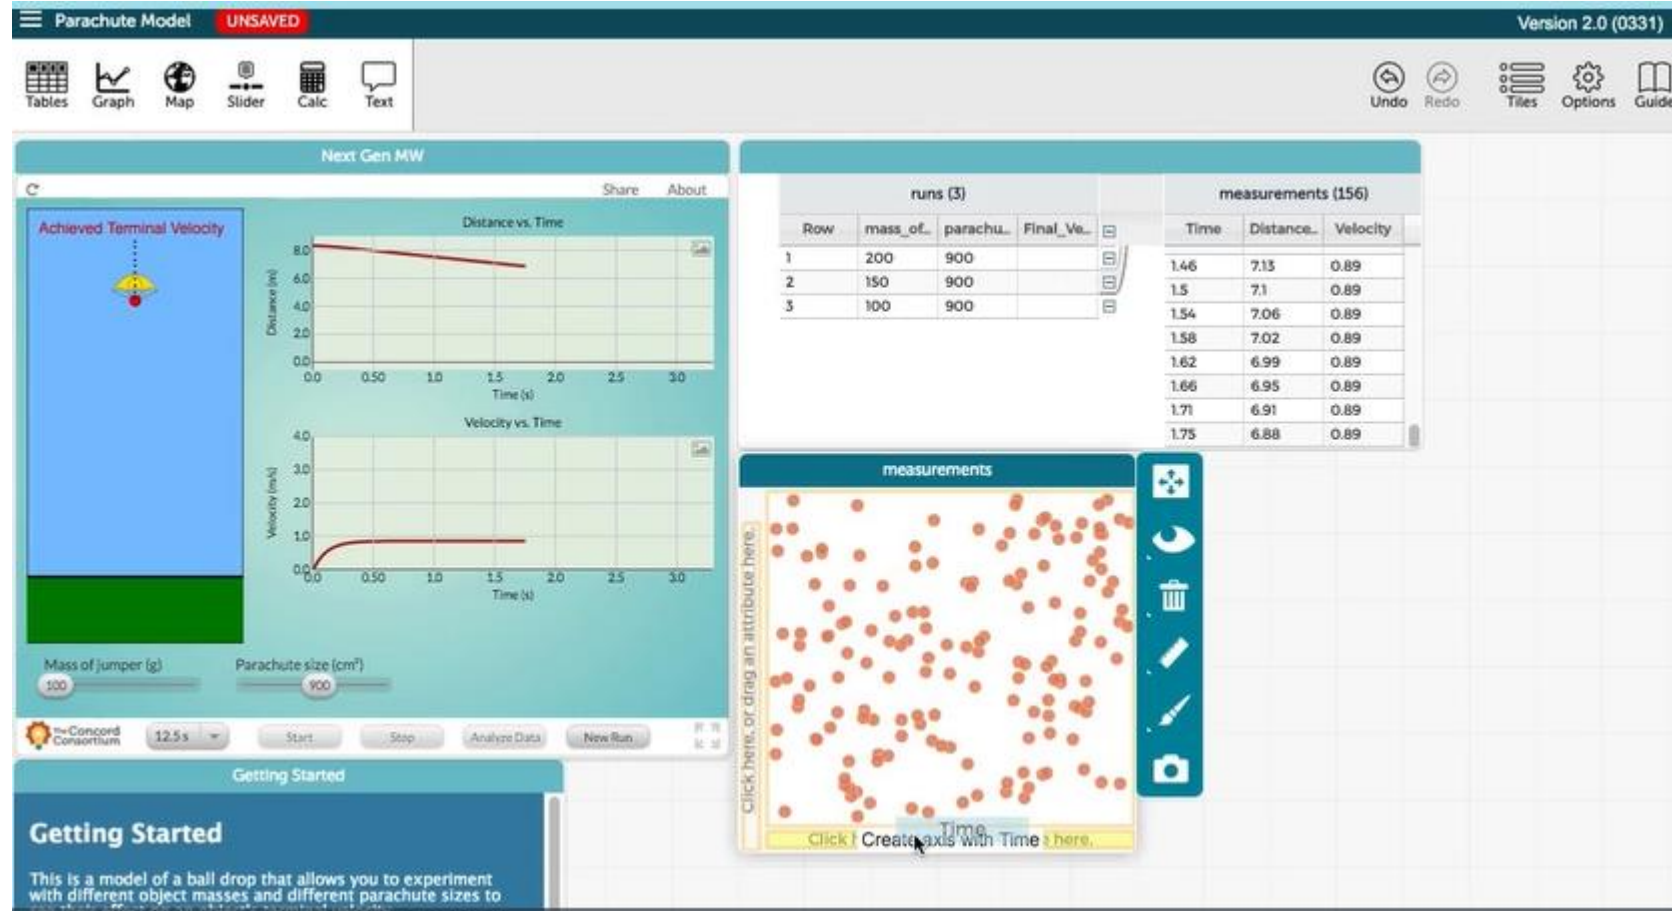 Parachute Model UNSAVED Version 2.0 (0331)
Tables Graph Map Slider Calc Text Undo Redo Tiles Options Guide
Next Gen MW
Share About
Achieved Terminal Velocity
Distance vs. Time
8.0
6.0
4.0
2.0
0.0
Distance (m)
0.0 0.50 1.0 1.5 2.0 2.5 3.0
Time (s)
Velocity vs. Time
4.0
3.0
2.0
1.0
0.0
Velocity (m/s)
0.0 0.50 1.0 1.5 2.0 2.5 3.0
Time (s)
Mass of jumper (g) Parachute size (cm²)
100 900
The Concord
Consortium
12.5 s Start Stop Analyze Data New Run
runs (3)
Row mass_of... parachu... Final_Ve...
1 200 900
2 150 900
3 100 900
measurements (156)
Time Distance... Velocity
1.46 7.13 0.89
1.5 7.1 0.89
1.54 7.06 0.89
1.58 7.02 0.89
1.62 6.99 0.89
1.66 6.95 0.89
1.71 6.91 0.89
1.75 6.88 0.89
measurements
Click here, or drag an attribute here.
Time
Click Create axis with Time here.
Getting Started
Getting Started
This is a model of a ball drop that allows you to experiment
with different object masses and different parachute sizes to